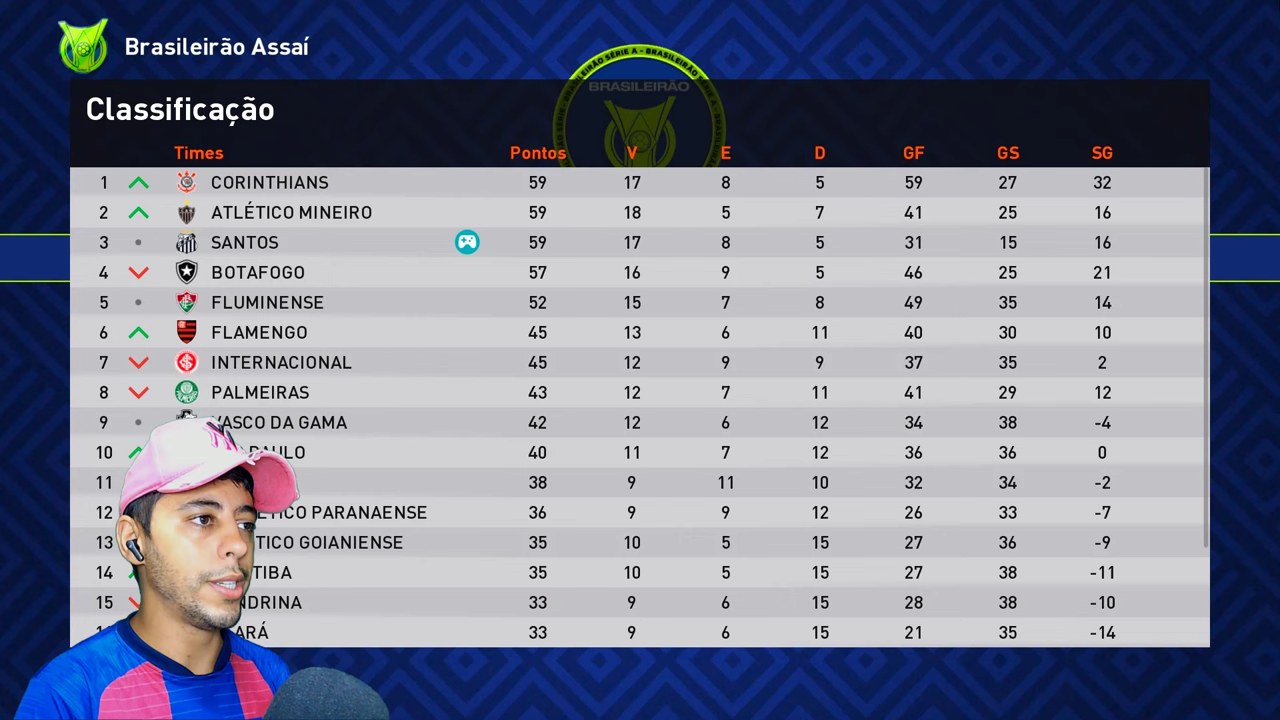 Brasileirão Assaí
BRASILEIRÃO SÉRIE A - BRASILEIRÃO
BRASILEIRÃO
Classificação
Times Pontos V E D GF GS SG
1 CORINTHIANS 59 17 8 5 59 27 32
2 ATLÉTICO MINEIRO 59 18 5 7 41 25 16
3 SANTOS 59 17 8 5 31 15 16
4 BOTAFOGO 57 16 9 5 46 25 21
5 FLUMINENSE 52 15 7 8 49 35 14
6 FLAMENGO 45 13 6 11 40 30 10
7 INTERNACIONAL 45 12 9 9 37 35 2
8 PALMEIRAS 43 12 7 11 41 29 12
9 VASCO DA GAMA 42 12 6 12 34 38 -4
10 PAULO 40 11 7 12 36 36 0
11 38 9 11 10 32 34 -2
12 PARANAENSE 36 9 9 12 26 33 -7
13 GOIANIENSE 35 10 5 15 27 36 -9
14 35 10 5 15 27 38 -11
15 33 9 6 15 28 38 -10
33 9 6 15 21 35 -14